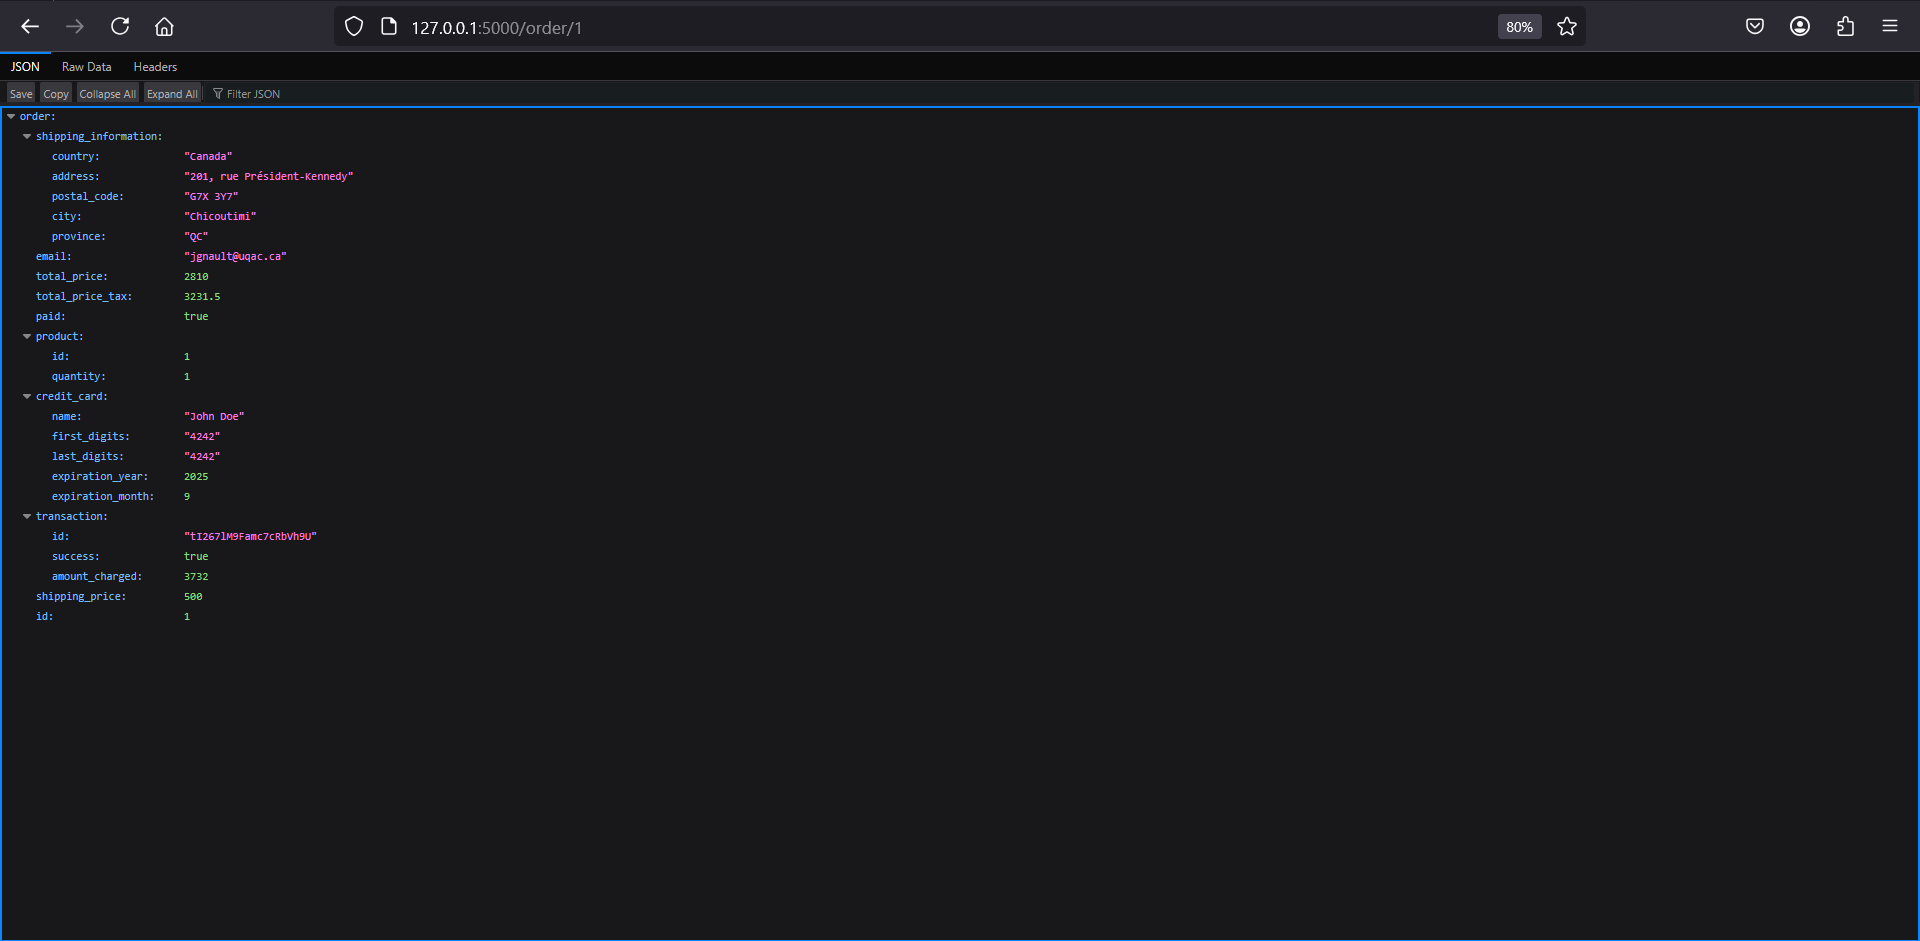 127.0.0.1:5000/order/1 80%
JSON Raw Data Headers
Save Copy Collapse All Expand All Filter JSON
order:
shipping_information:
country: "Canada"
address: "201, rue Président-Kennedy"
postal_code: "G7X 3Y7"
city: "Chicoutimi"
province: "QC"
email: "jgnault@uqac.ca"
total_price: 2810
total_price_tax: 3231.5
paid: true
product:
id: 1
quantity: 1
credit_card:
name: "John Doe"
first_digits: "4242"
last_digits: "4242"
expiration_year: 2025
expiration_month: 9
transaction:
id: "tI267lM9Famc7cRbVh9U"
success: true
amount_charged: 3732
shipping_price: 500
id: 1